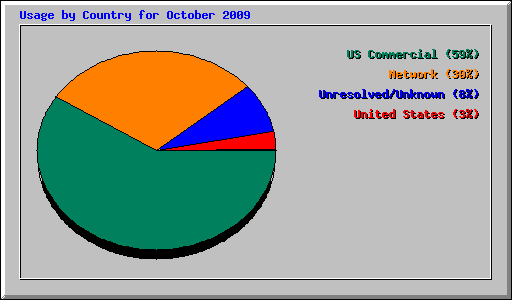 Usage by Country for October 2009
US Commercial (59%)
Network (30%)
Unresolved/Unknown (8%)
United States (3%)